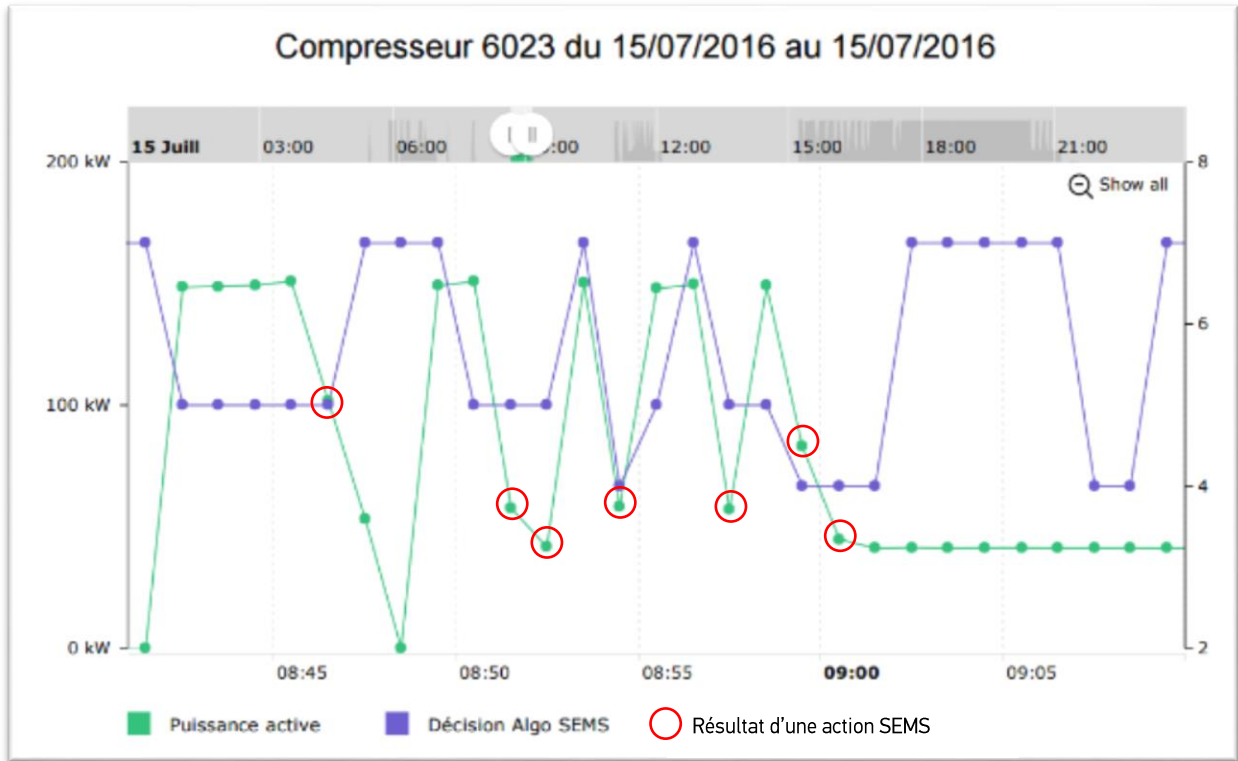 Compresseur 6023 du 15/07/2016 au 15/07/2016
15 Juill 03:00 06:00 :00 12:00 15:00 18:00 21:00
200 kW 8
Show all
6
100 kW
4
0 kW 2
08:45 08:50 08:55 09:00 09:05
Puissance active Décision Algo SEMS Résultat d'une action SEMS